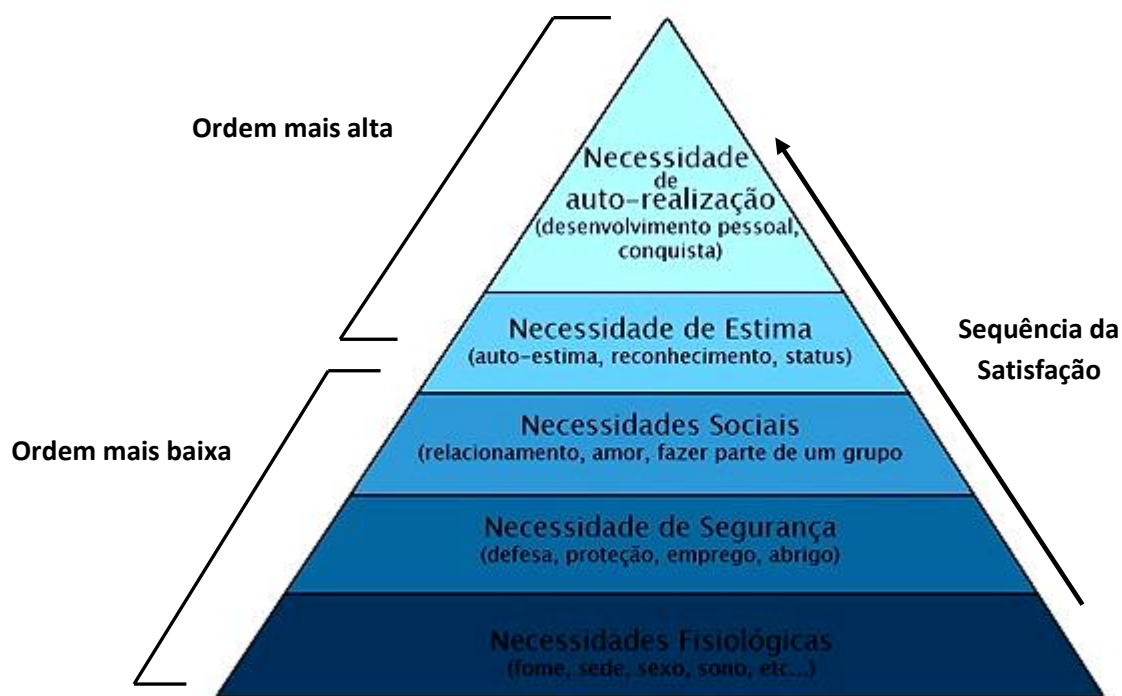 Ordem mais alta
Necessidade
de
auto-realização
(desenvolvimento pessoal,
conquista)
Necessidade de Estima
(auto-estima, reconhecimento, status)
Sequência da
Satisfação
Ordem mais baixa
Necessidades Sociais
(relacionamento, amor, fazer parte de um grupo
Necessidade de Segurança
(defesa, proteção, emprego, abrigo)
Necessidades Fisiológicas
(fome, sede, sexo, sono, etc...)